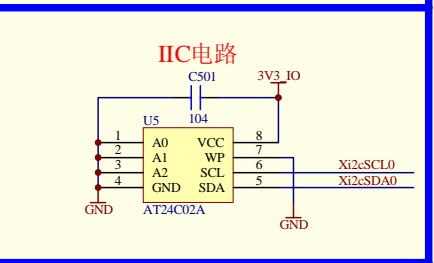 IIC电路
C501
3V3_IO
104
U5
1 A0 VCC 8
2 A1 WP 7
3 A2 SCL 6 Xi2cSCL0
4 GND SDA 5 Xi2cSDA0
GND AT24C02A
GND